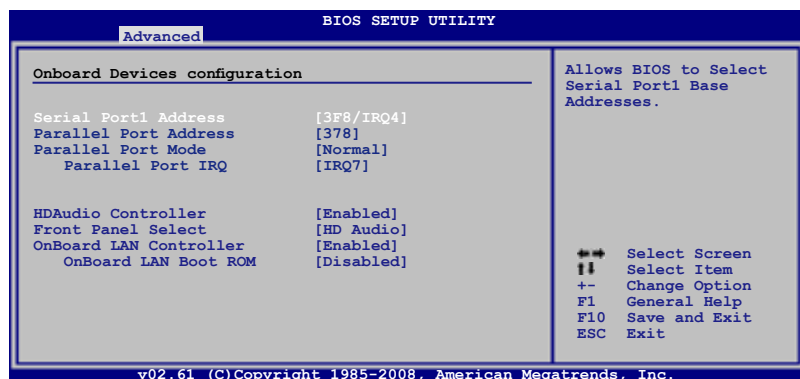 BIOS SETUP UTILITY
Advanced
Onboard Devices configuration
Serial Port1 Address [3F8/IRQ4]
Parallel Port Address [378]
Parallel Port Mode [Normal]
Parallel Port IRQ [IRQ7]
HDAudio Controller [Enabled]
Front Panel Select [HD Audio]
OnBoard LAN Controller [Enabled]
OnBoard LAN Boot ROM [Disabled]
Allows BIOS to Select
Serial Port1 Base
Addresses.
←→ Select Screen
↑↓ Select Item
+- Change Option
F1 General Help
F10 Save and Exit
ESC Exit
v02.61 (C)Copyright 1985-2008, American Megatrends, Inc.